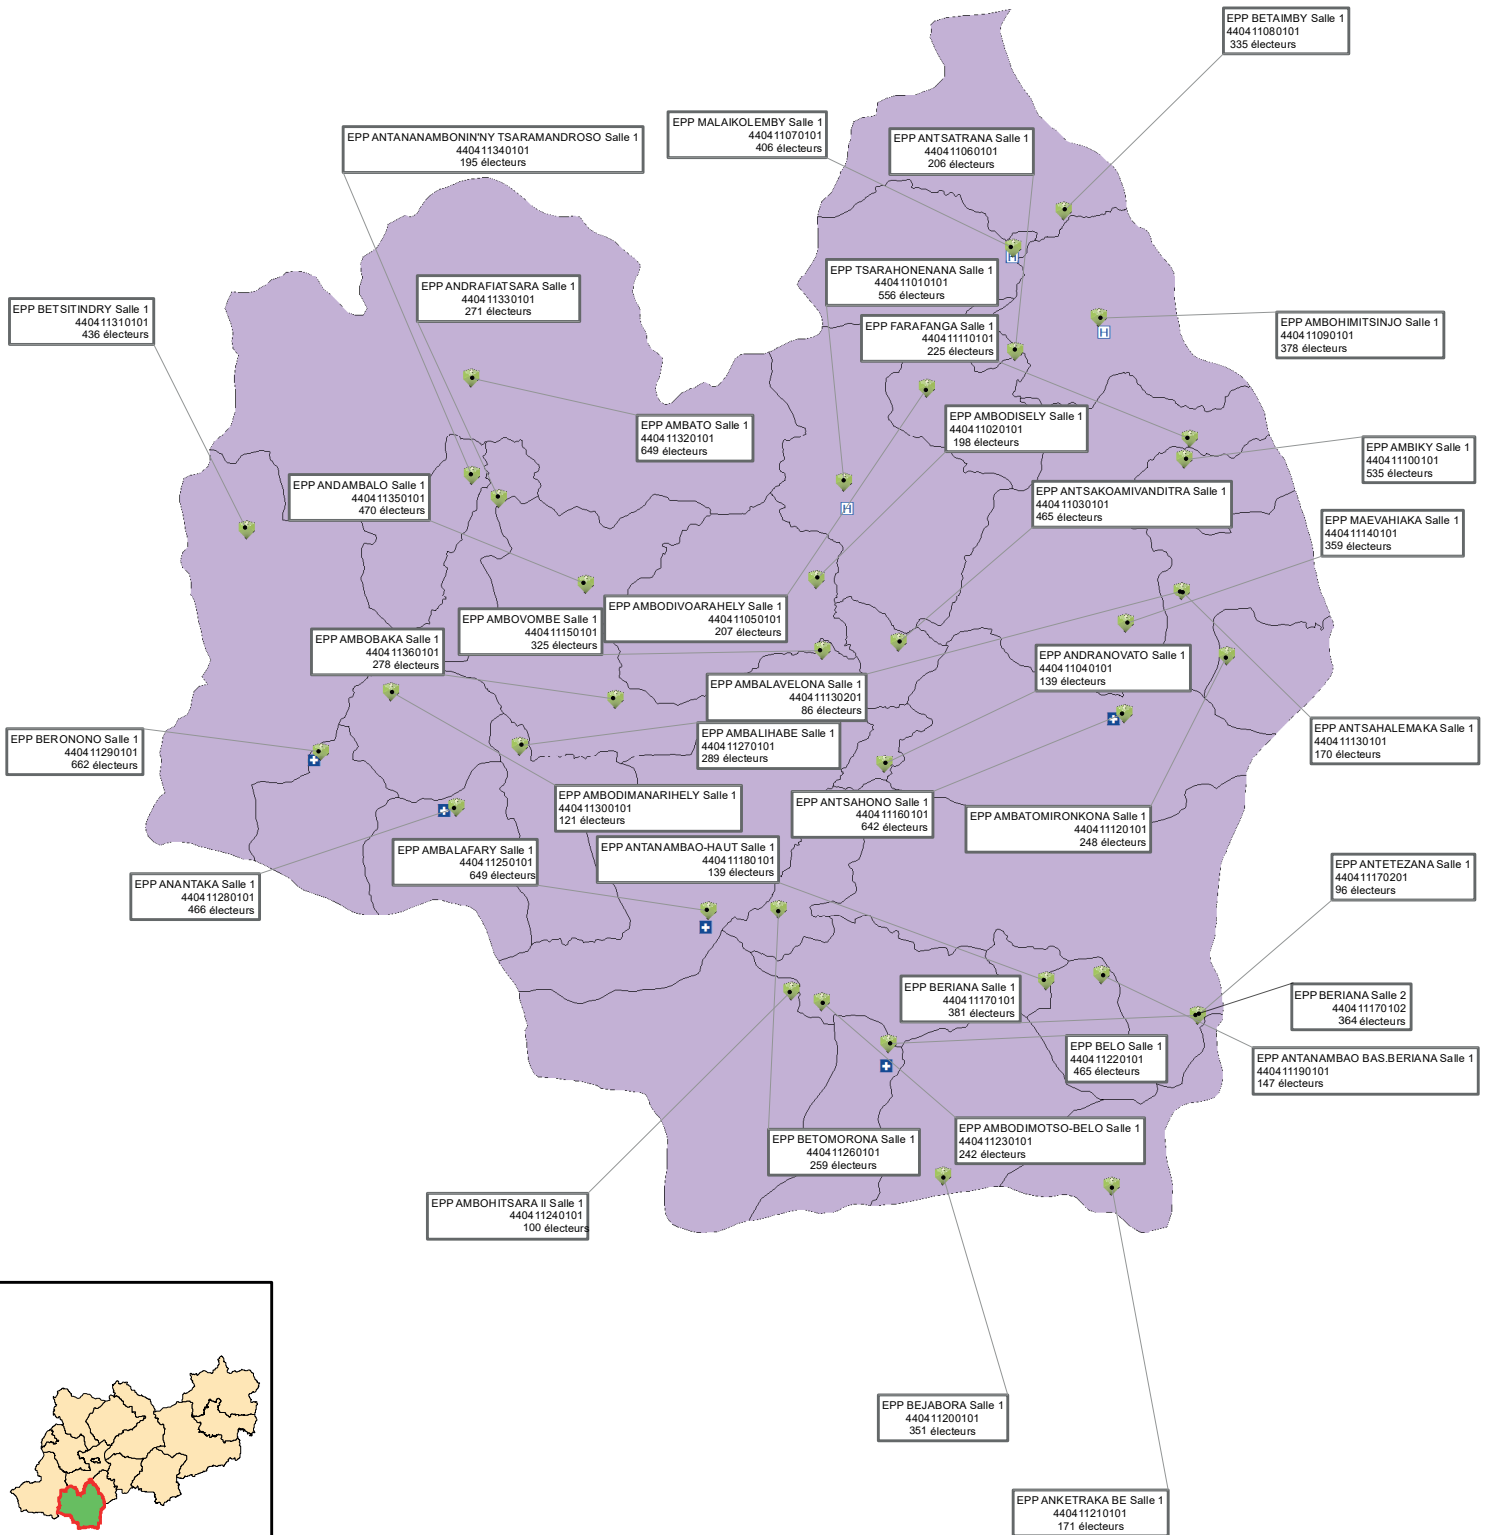 EPP BETAIMBY Salle 1
440411080101
335 électeurs
EPP MALAIKOLEMBY Salle 1
440411070101
406 électeurs
EPP ANTSATRANA Salle 1
440411060101
206 électeurs
EPP ANTANANAMBONIN'NY TSARAMANDROSO Salle 1
440411340101
195 électeurs
EPP TSARAHONENANA Salle 1
440411010101
556 électeurs
EPP ANDRAFIATSARA Salle 1
440411330101
271 électeurs
EPP BETSITINDRY Salle 1
440411310101
436 électeurs
EPP FARAFANGA Salle 1
440411110101
225 électeurs
EPP AMBOHIMITSINJO Salle 1
440411090101
378 électeurs
H
H
H
EPP AMBATO Salle 1
440411320101
649 électeurs
EPP AMBODISELY Salle 1
440411020101
198 électeurs
EPP AMBIKY Salle 1
440411100101
535 électeurs
EPP ANDAMBALO Salle 1
440411350101
470 électeurs
EPP ANTSAKOAMIVANDITRA Salle 1
440411030101
465 électeurs
EPP MAEVAHIAKA Salle 1
440411140101
359 électeurs
EPP AMBOVOMBE Salle 1
440411150101
325 électeurs
EPP AMBODIVOARAHELY Salle 1
440411050101
207 électeurs
EPP AMBOBAKA Salle 1
440411360101
278 électeurs
EPP ANDRANOVATO Salle 1
440411040101
139 électeurs
EPP AMBALAVELONA Salle 1
440411130201
86 électeurs
EPP BERONONO Salle 1
440411290101
662 électeurs
EPP AMBALIHABE Salle 1
440411270101
289 électeurs
EPP ANTSAHALEMAKA Salle 1
440411130101
170 électeurs
EPP AMBODIMANARIHELY Salle 1
440411300101
121 électeurs
EPP ANTSAHONO Salle 1
440411160101
642 électeurs
EPP AMBATOMIRONKONA Salle 1
440411120101
248 électeurs
EPP AMBALAFARY Salle 1
440411250101
649 électeurs
EPP ANTANAMBAO-HAUT Salle 1
440411180101
139 électeurs
EPP ANANTAKA Salle 1
440411280101
466 électeurs
EPP ANTETEZANA Salle 1
440411170201
96 électeurs
EPP BERIANA Salle 1
440411170101
381 électeurs
EPP BERIANA Salle 2
440411170102
364 électeurs
EPP BELO Salle 1
440411220101
465 électeurs
EPP ANTANAMBAO BAS.BERIANA Salle 1
440411190101
147 électeurs
EPP BETOMORONA Salle 1
440411260101
259 électeurs
EPP AMBODIMOTSO-BELO Salle 1
440411230101
242 électeurs
EPP AMBOHITSARA II Salle 1
440411240101
100 électeurs
EPP BEJABORA Salle 1
440411200101
351 électeurs
EPP ANKETRAKA BE Salle 1
440411210101
171 électeurs